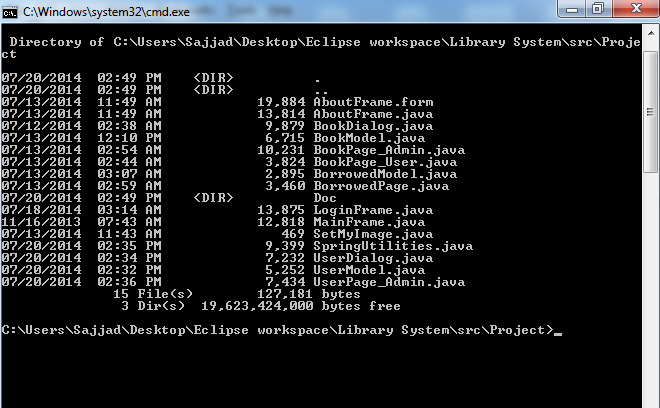 C:\Windows\system32\cmd.exe
Directory of C:\Users\Sajjad\Desktop\Eclipse workspace\Library System\src\Proje
ct
07/20/2014  02:49 PM    <DIR>          .
07/20/2014  02:49 PM    <DIR>          ..
07/13/2014  11:49 AM            19,884 AboutFrame.form
07/13/2014  11:49 AM            13,814 AboutFrame.java
07/12/2014  02:38 AM             9,879 BookDialog.java
07/13/2014  12:10 PM             6,715 BookModel.java
07/13/2014  02:54 AM            10,231 BookPage_Admin.java
07/13/2014  02:44 AM             3,824 BookPage_User.java
07/13/2014  03:07 AM             2,895 BorrowedModel.java
07/13/2014  02:59 AM             3,460 BorrowedPage.java
07/20/2014  02:49 PM    <DIR>          Doc
07/18/2014  03:14 AM            13,875 LoginFrame.java
11/16/2013  07:43 AM            12,818 MainFrame.java
07/13/2014  11:43 AM               469 SetMyImage.java
07/20/2014  02:35 PM             9,399 SpringUtilities.java
07/20/2014  02:34 PM             7,232 UserDialog.java
07/20/2014  02:32 PM             5,252 UserModel.java
07/20/2014  02:36 PM             7,434 UserPage_Admin.java
15 File(s)        127,181 bytes
3 Dir(s)  19,623,424,000 bytes free
C:\Users\Sajjad\Desktop\Eclipse workspace\Library System\src\Project>_